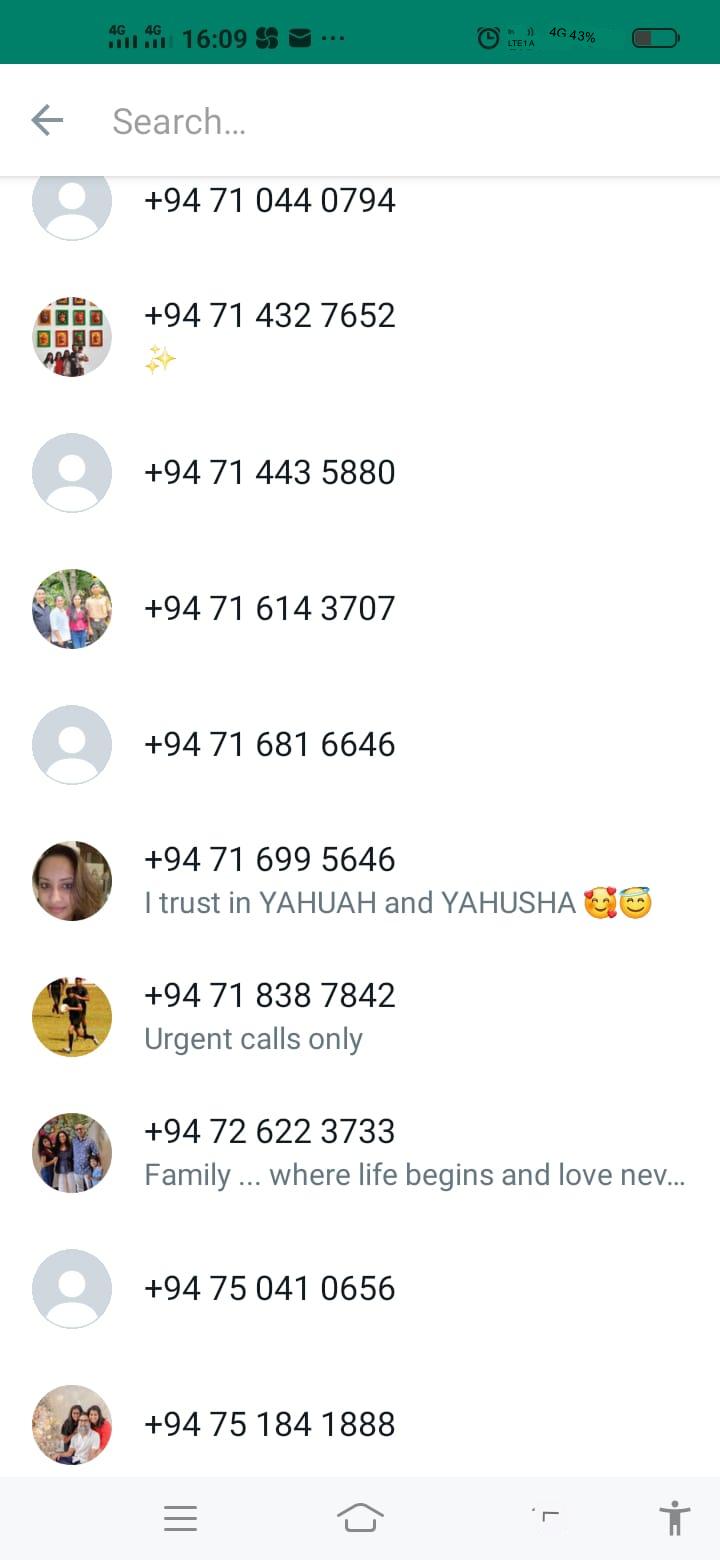 4G 4G 16:09 ... LTE1A 4G 43%
Search...
+94 71 044 0794
+94 71 432 7652
✨
+94 71 443 5880
+94 71 614 3707
+94 71 681 6646
+94 71 699 5646
I trust in YAHUAH and YAHUSHA 🥰😇
+94 71 838 7842
Urgent calls only
+94 72 622 3733
Family ... where life begins and love nev...
+94 75 041 0656
+94 75 184 1888